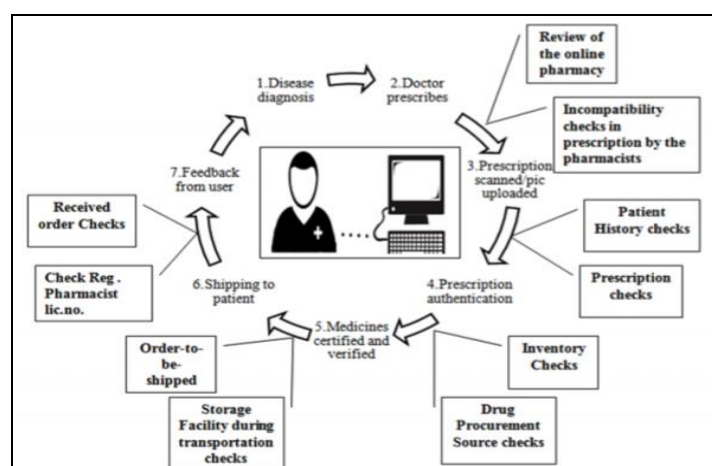 1.Disease
diagnosis
2.Doctor
prescribes
Review of
the online
pharmacy
Incompatibility
checks in
prescription by the
pharmacists
3.Prescription
scanned/pic
uploaded
Patient
History checks
Prescription
checks
4.Prescription
authentication
Inventory
Checks
Drug
Procurement
Source checks
5.Medicines
certified and
verified
Order-to-
be-
shipped
Storage
Facility during
transportation
checks
6.Shipping to
patient
Received
order Checks
Check Reg .
Pharmacist
lic.no.
7.Feedback
from user